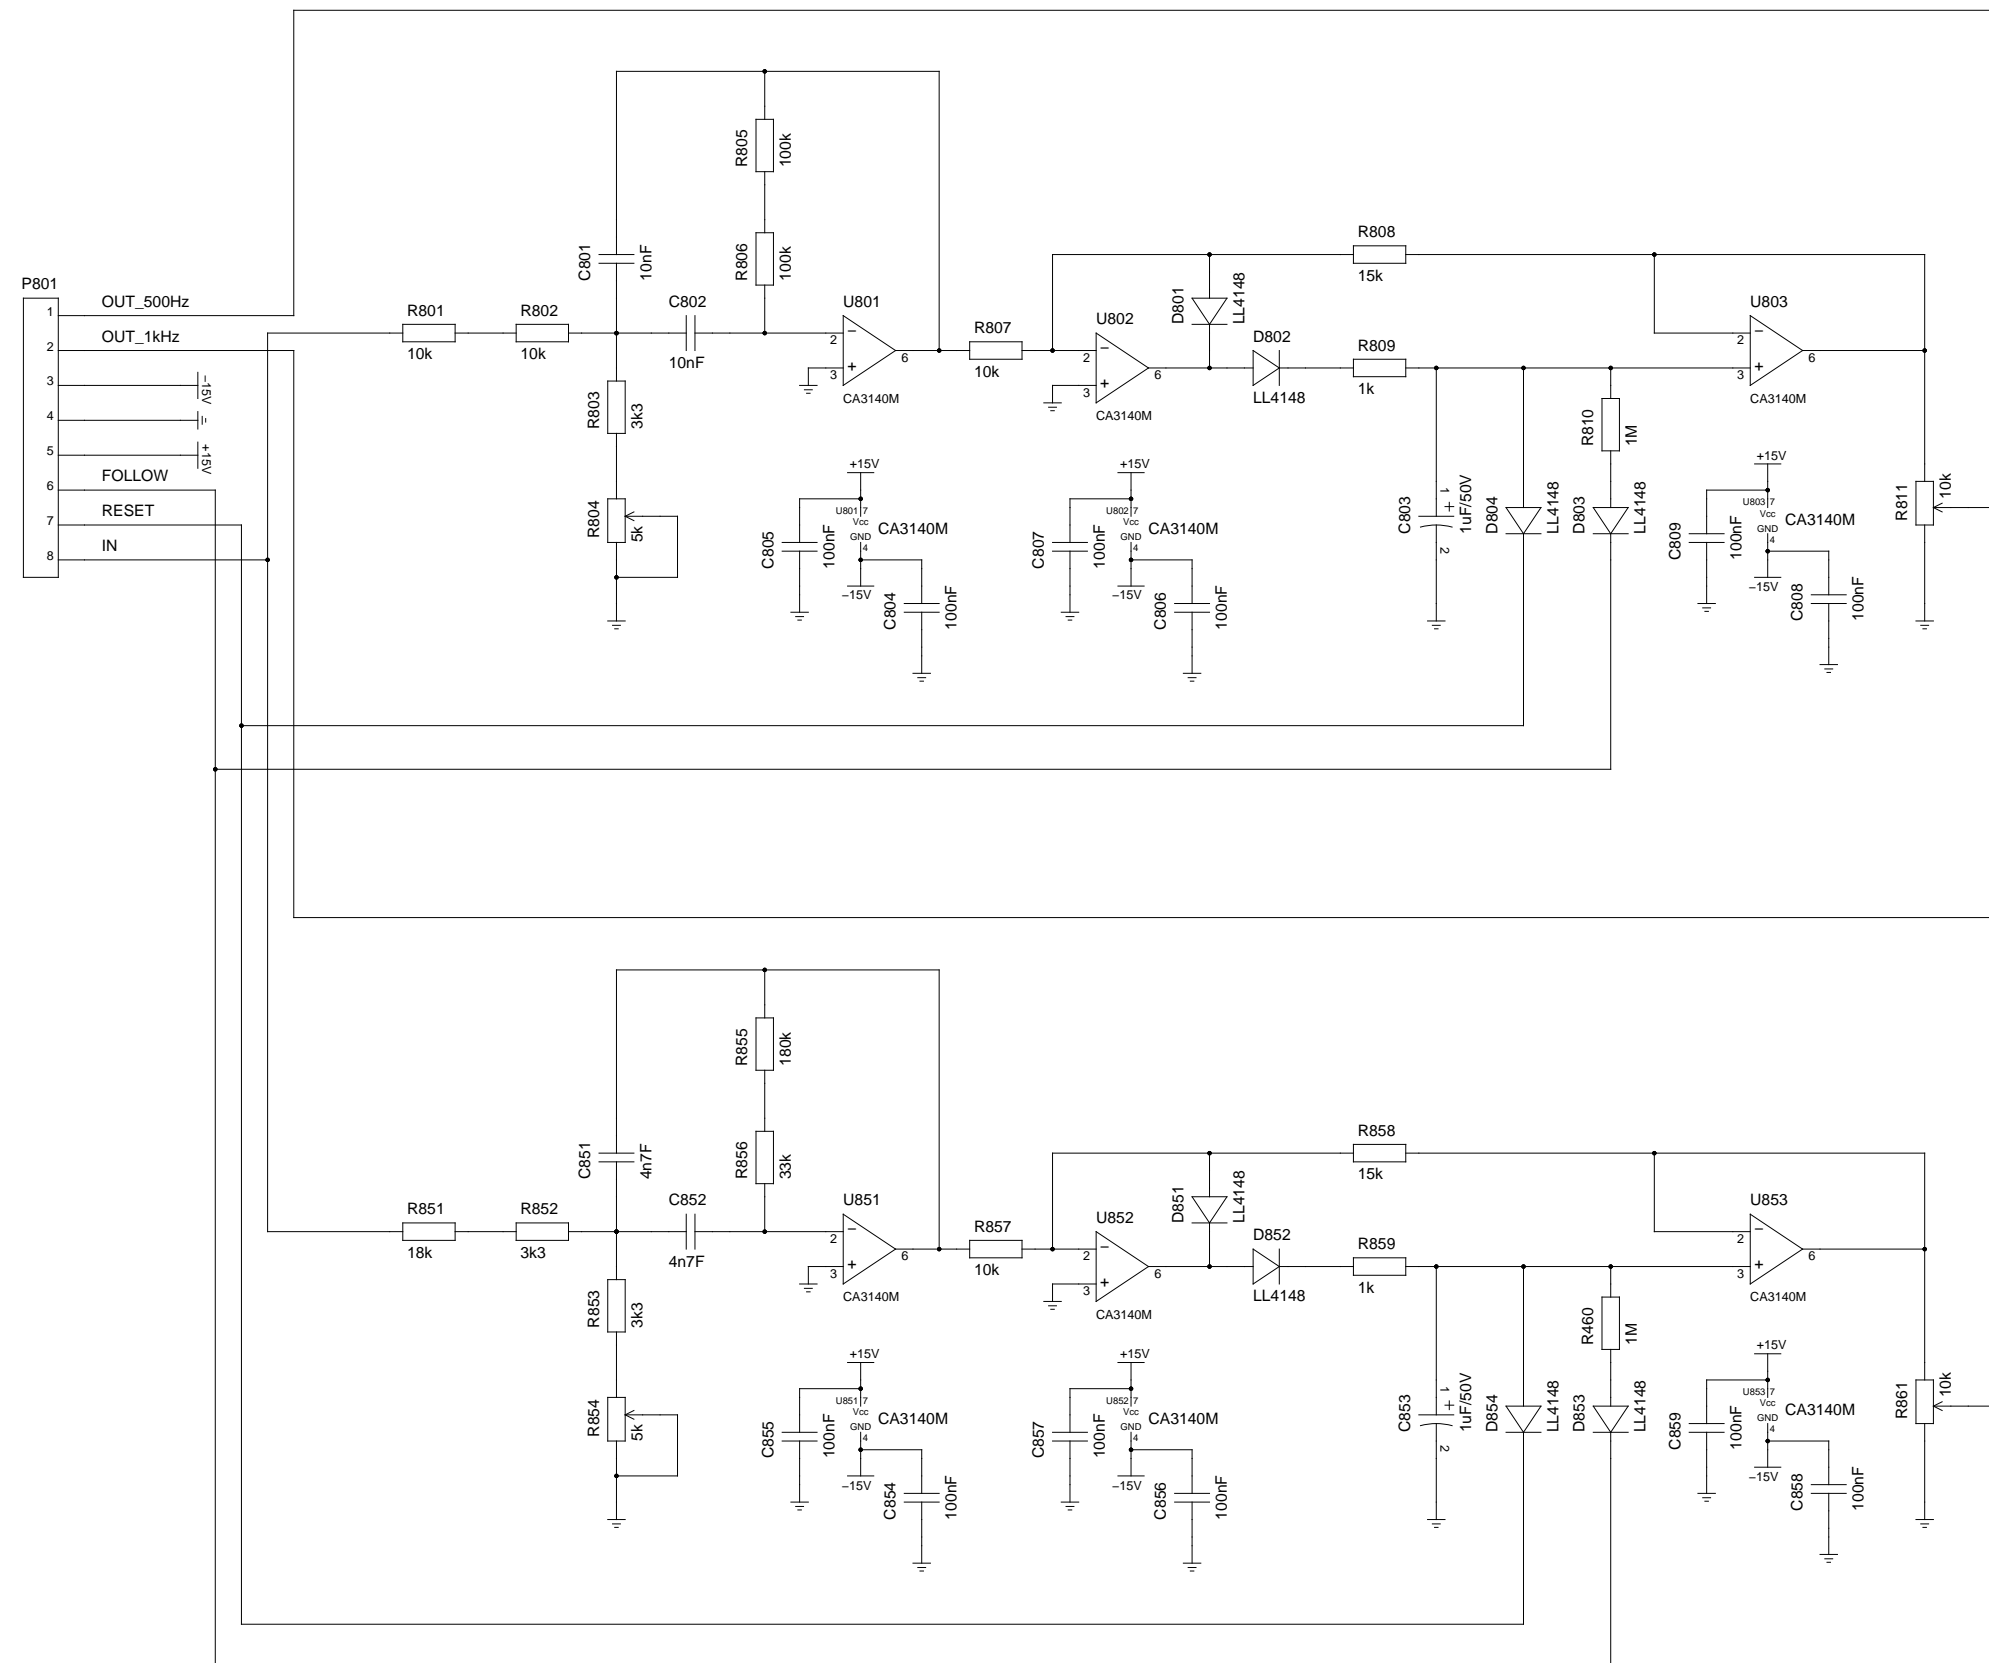 P801
1
OUT_500Hz
2
OUT_1kHz
3
−15V
4
5
+15V
6
FOLLOW
7
RESET
8
IN
R801
10k
R802
10k
C801
10nF
R805
100k
R806
100k
C802
10nF
R803
3k3
R804
5k
U801
2
3
6
CA3140M
R807
10k
U802
2
3
6
CA3140M
D801
LL4148
D802
LL4148
R808
15k
R809
1k
C803
1
+
1uF/50V
2
D804
LL4148
R810
1M
D803
LL4148
U803
2
3
6
CA3140M
R811
10k
+15V
U801 7
Vcc
GND
4
−15V
CA3140M
C805
100nF
C804
100nF
+15V
U802 7
Vcc
GND
4
−15V
CA3140M
C807
100nF
C806
100nF
+15V
U803 7
Vcc
GND
4
−15V
CA3140M
C809
100nF
C808
100nF
R851
18k
R852
3k3
C851
4n7F
R855
180k
R856
33k
C852
4n7F
R853
3k3
R854
5k
U851
2
3
6
CA3140M
R857
10k
U852
2
3
6
CA3140M
D851
LL4148
D852
LL4148
R858
15k
R859
1k
C853
1
+
1uF/50V
2
D854
LL4148
R460
1M
D853
LL4148
U853
2
3
6
CA3140M
R861
10k
+15V
U851 7
Vcc
GND
4
−15V
CA3140M
C855
100nF
C854
100nF
+15V
U852 7
Vcc
GND
4
−15V
CA3140M
C857
100nF
C856
100nF
+15V
U853 7
Vcc
GND
4
−15V
CA3140M
C859
100nF
C858
100nF